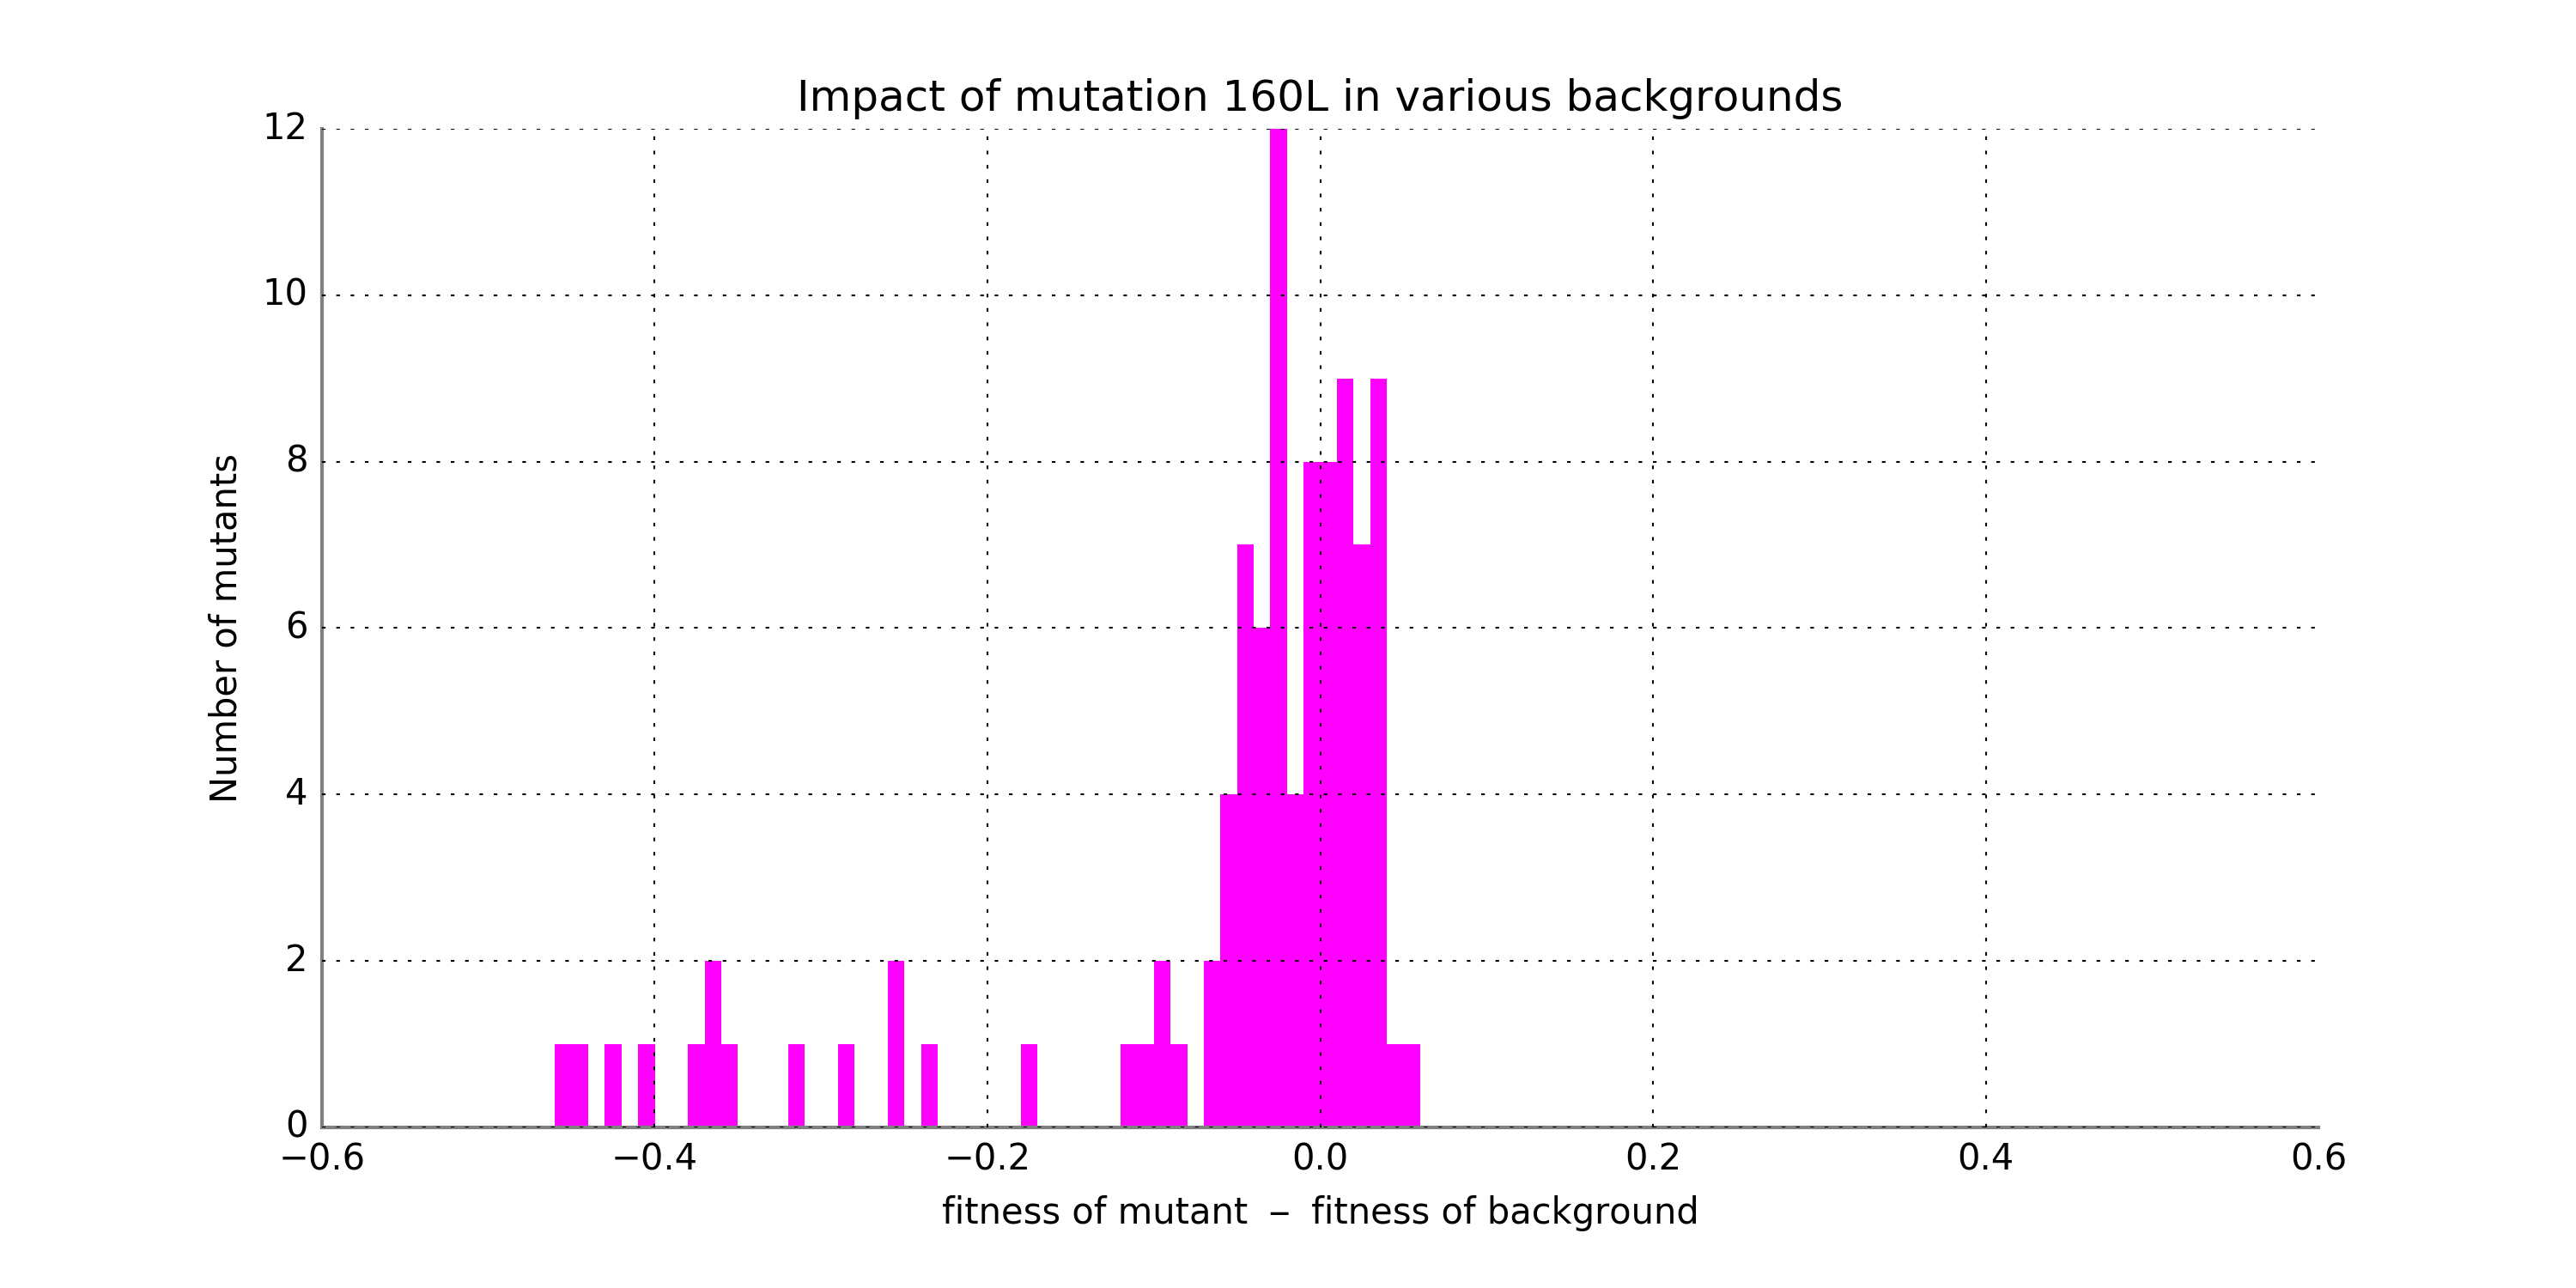 Impact of mutation 160L in various backgrounds
12
10
8
6
4
2
0
Number of mutants
−0.6 −0.4 −0.2 0.0 0.2 0.4 0.6
fitness of mutant − fitness of background